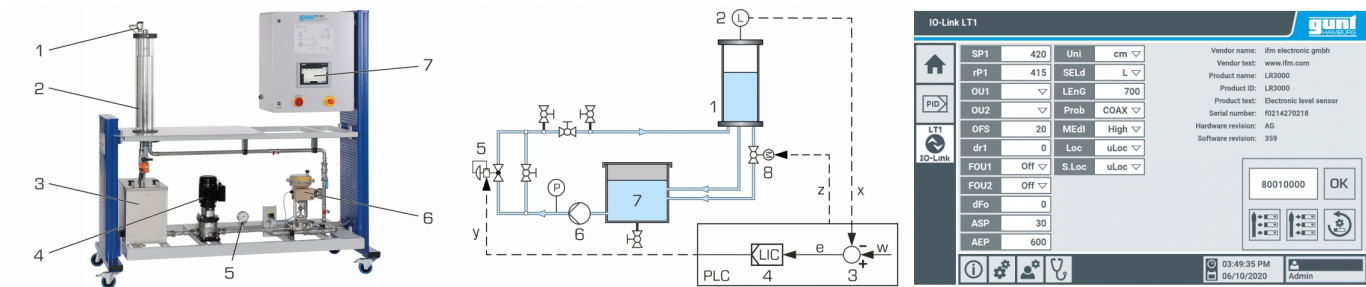 1
2
3
4
5
6
7
gunt
2 L
1
5
P
M
8
7
6
z
x
y
LIC
e
w
-
+
PLC
4
3
IO-Link LT1
gunt
HAMBURG
SP1 420 Uni cm Vendor name: ifm electronic gmbh
rP1 415 SELd L Vendor text: www.ifm.com
OU1 LEnG 700 Product name: LR3000
OU2 Prob COAX Product ID: LR3000
OFS 20 MEdI High Product text: Electronic level sensor
dr1 0 Loc uLoc Serial number: f0214270218
FOU1 Off S.Loc uLoc Hardware revision: AG
FOU2 Off Software revision: 359
dFo 0
ASP 30
AEP 600
PID
LT1
IO-Link
80010000 OK
03:49:35 PM
06/10/2020 Admin